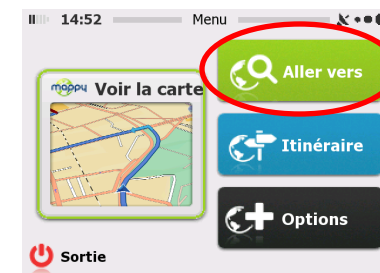 14:52 Menu
Aller vers
mappy Voir la carte
Itinéraire
Options
Sortie